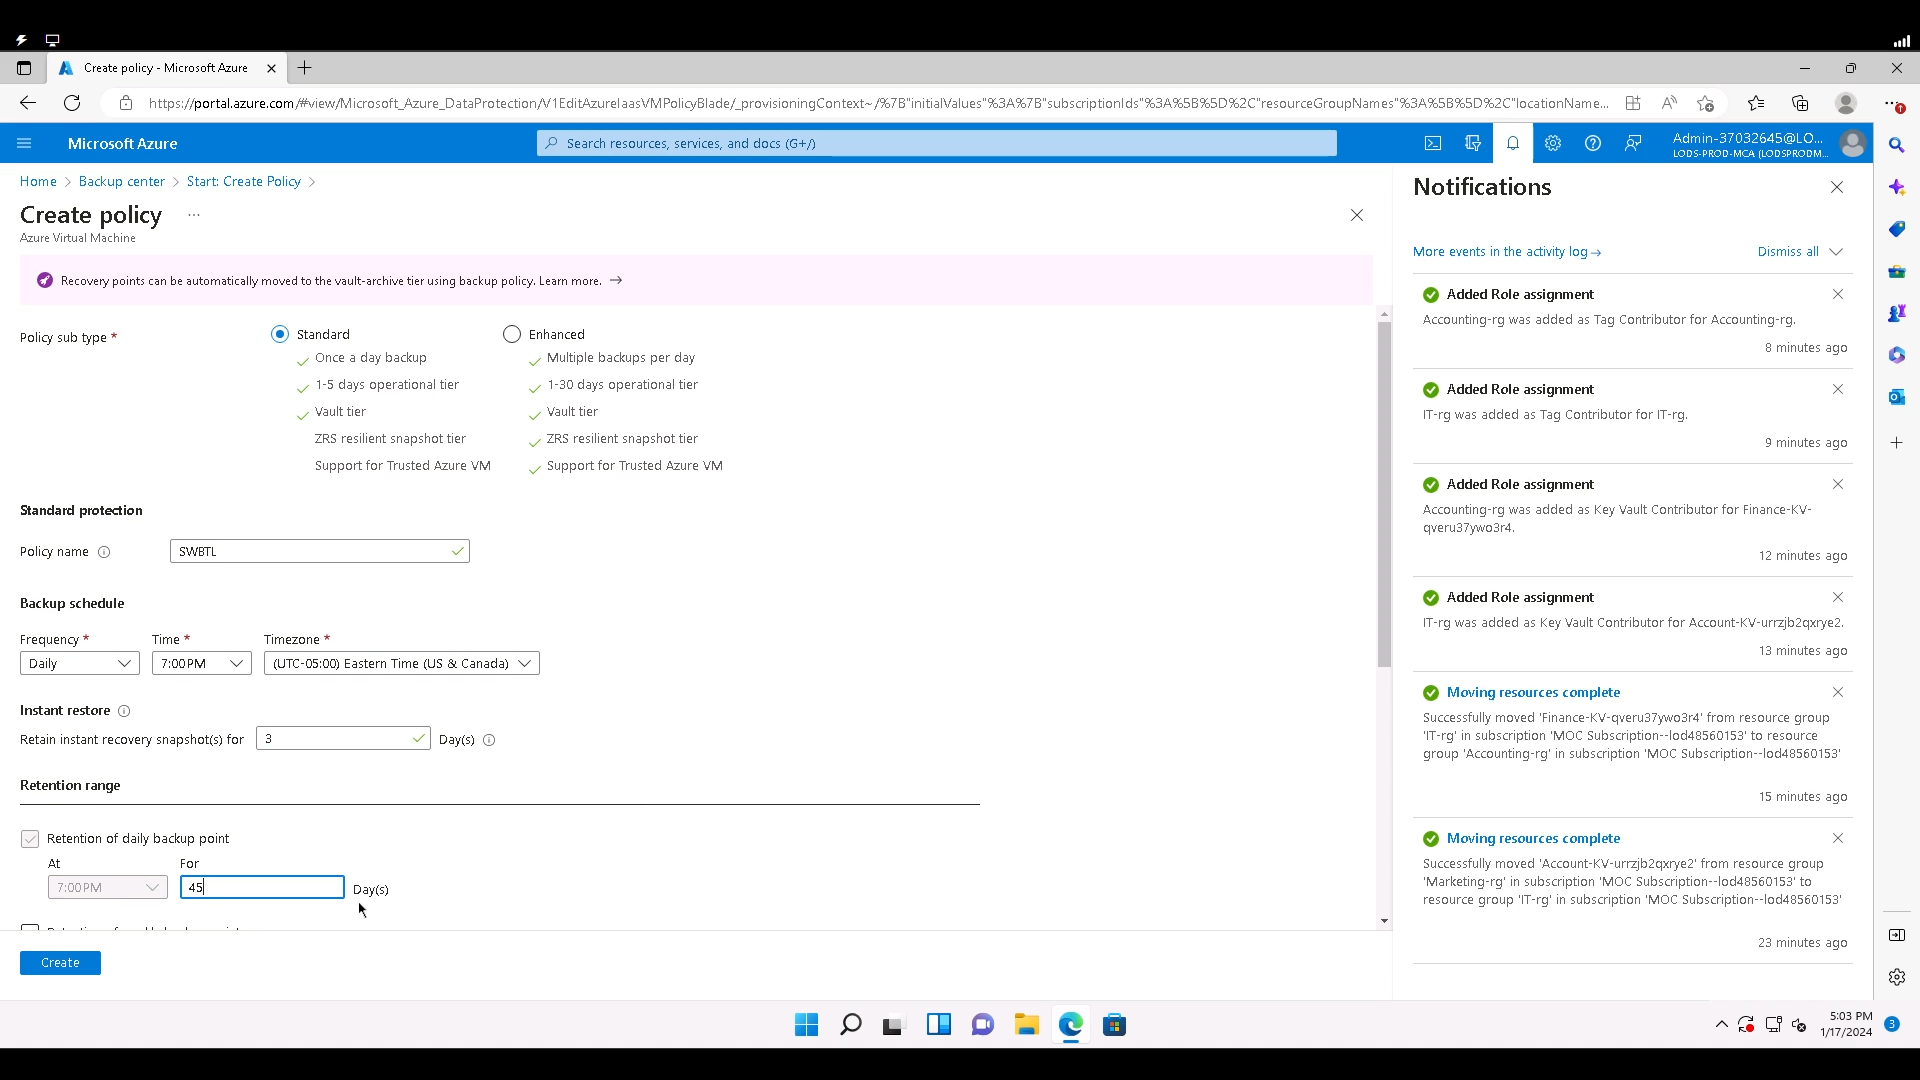 Create policy - Microsoft Azure
https://portal.azure.com/#view/Microsoft_Azure_DataProtection/V1EditAzureIaasVMPolicyBlade/_provisioningContext~/%7B"initialValues"%3A%7B"subscriptionIds"%3A%5B%5D%2C"resourceGroupNames"%3A%5B%5D%2C"locationName...
Microsoft Azure
Search resources, services, and docs (G+/)
Admin-37032645@LO...
LODS-PROD-MCA (LODSPRODM...
Home > Backup center > Start: Create Policy >
Create policy ...
Azure Virtual Machine
Recovery points can be automatically moved to the vault-archive tier using backup policy. Learn more. →
Policy sub type *
Standard
Once a day backup
1-5 days operational tier
Vault tier
ZRS resilient snapshot tier
Support for Trusted Azure VM
Enhanced
Multiple backups per day
1-30 days operational tier
Vault tier
ZRS resilient snapshot tier
Support for Trusted Azure VM
Standard protection
Policy name
SWBTL
Backup schedule
Frequency * Time * Timezone *
Daily 7:00PM (UTC-05:00) Eastern Time (US & Canada)
Instant restore
Retain instant recovery snapshot(s) for 3 Day(s)
Retention range
Retention of daily backup point
At For
7:00PM 45 Day(s)
Create
Notifications
More events in the activity log →
Dismiss all
Added Role assignment
Accounting-rg was added as Tag Contributor for Accounting-rg.
8 minutes ago
Added Role assignment
IT-rg was added as Tag Contributor for IT-rg.
9 minutes ago
Added Role assignment
Accounting-rg was added as Key Vault Contributor for Finance-KV-
qveru37ywo3r4.
12 minutes ago
Added Role assignment
IT-rg was added as Key Vault Contributor for Account-KV-urrzjb2qxrye2.
13 minutes ago
Moving resources complete
Successfully moved 'Finance-KV-qveru37ywo3r4' from resource group
'IT-rg' in subscription 'MOC Subscription--lod48560153' to resource
group 'Accounting-rg' in subscription 'MOC Subscription--lod48560153'
15 minutes ago
Moving resources complete
Successfully moved 'Account-KV-urrzjb2qxrye2' from resource group
'Marketing-rg' in subscription 'MOC Subscription--lod48560153' to
resource group 'IT-rg' in subscription 'MOC Subscription--lod48560153'
23 minutes ago
5:03 PM
1/17/2024
3